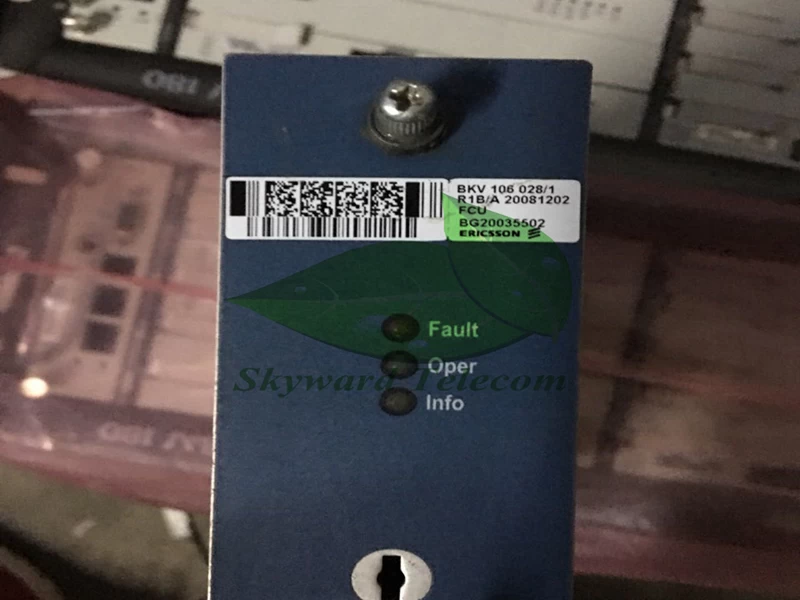 BKV 106 028/1
R1B/A 20081202
FCU
BG20035502
ERICSSON
Fault
Oper
Skyward Telecom
Info